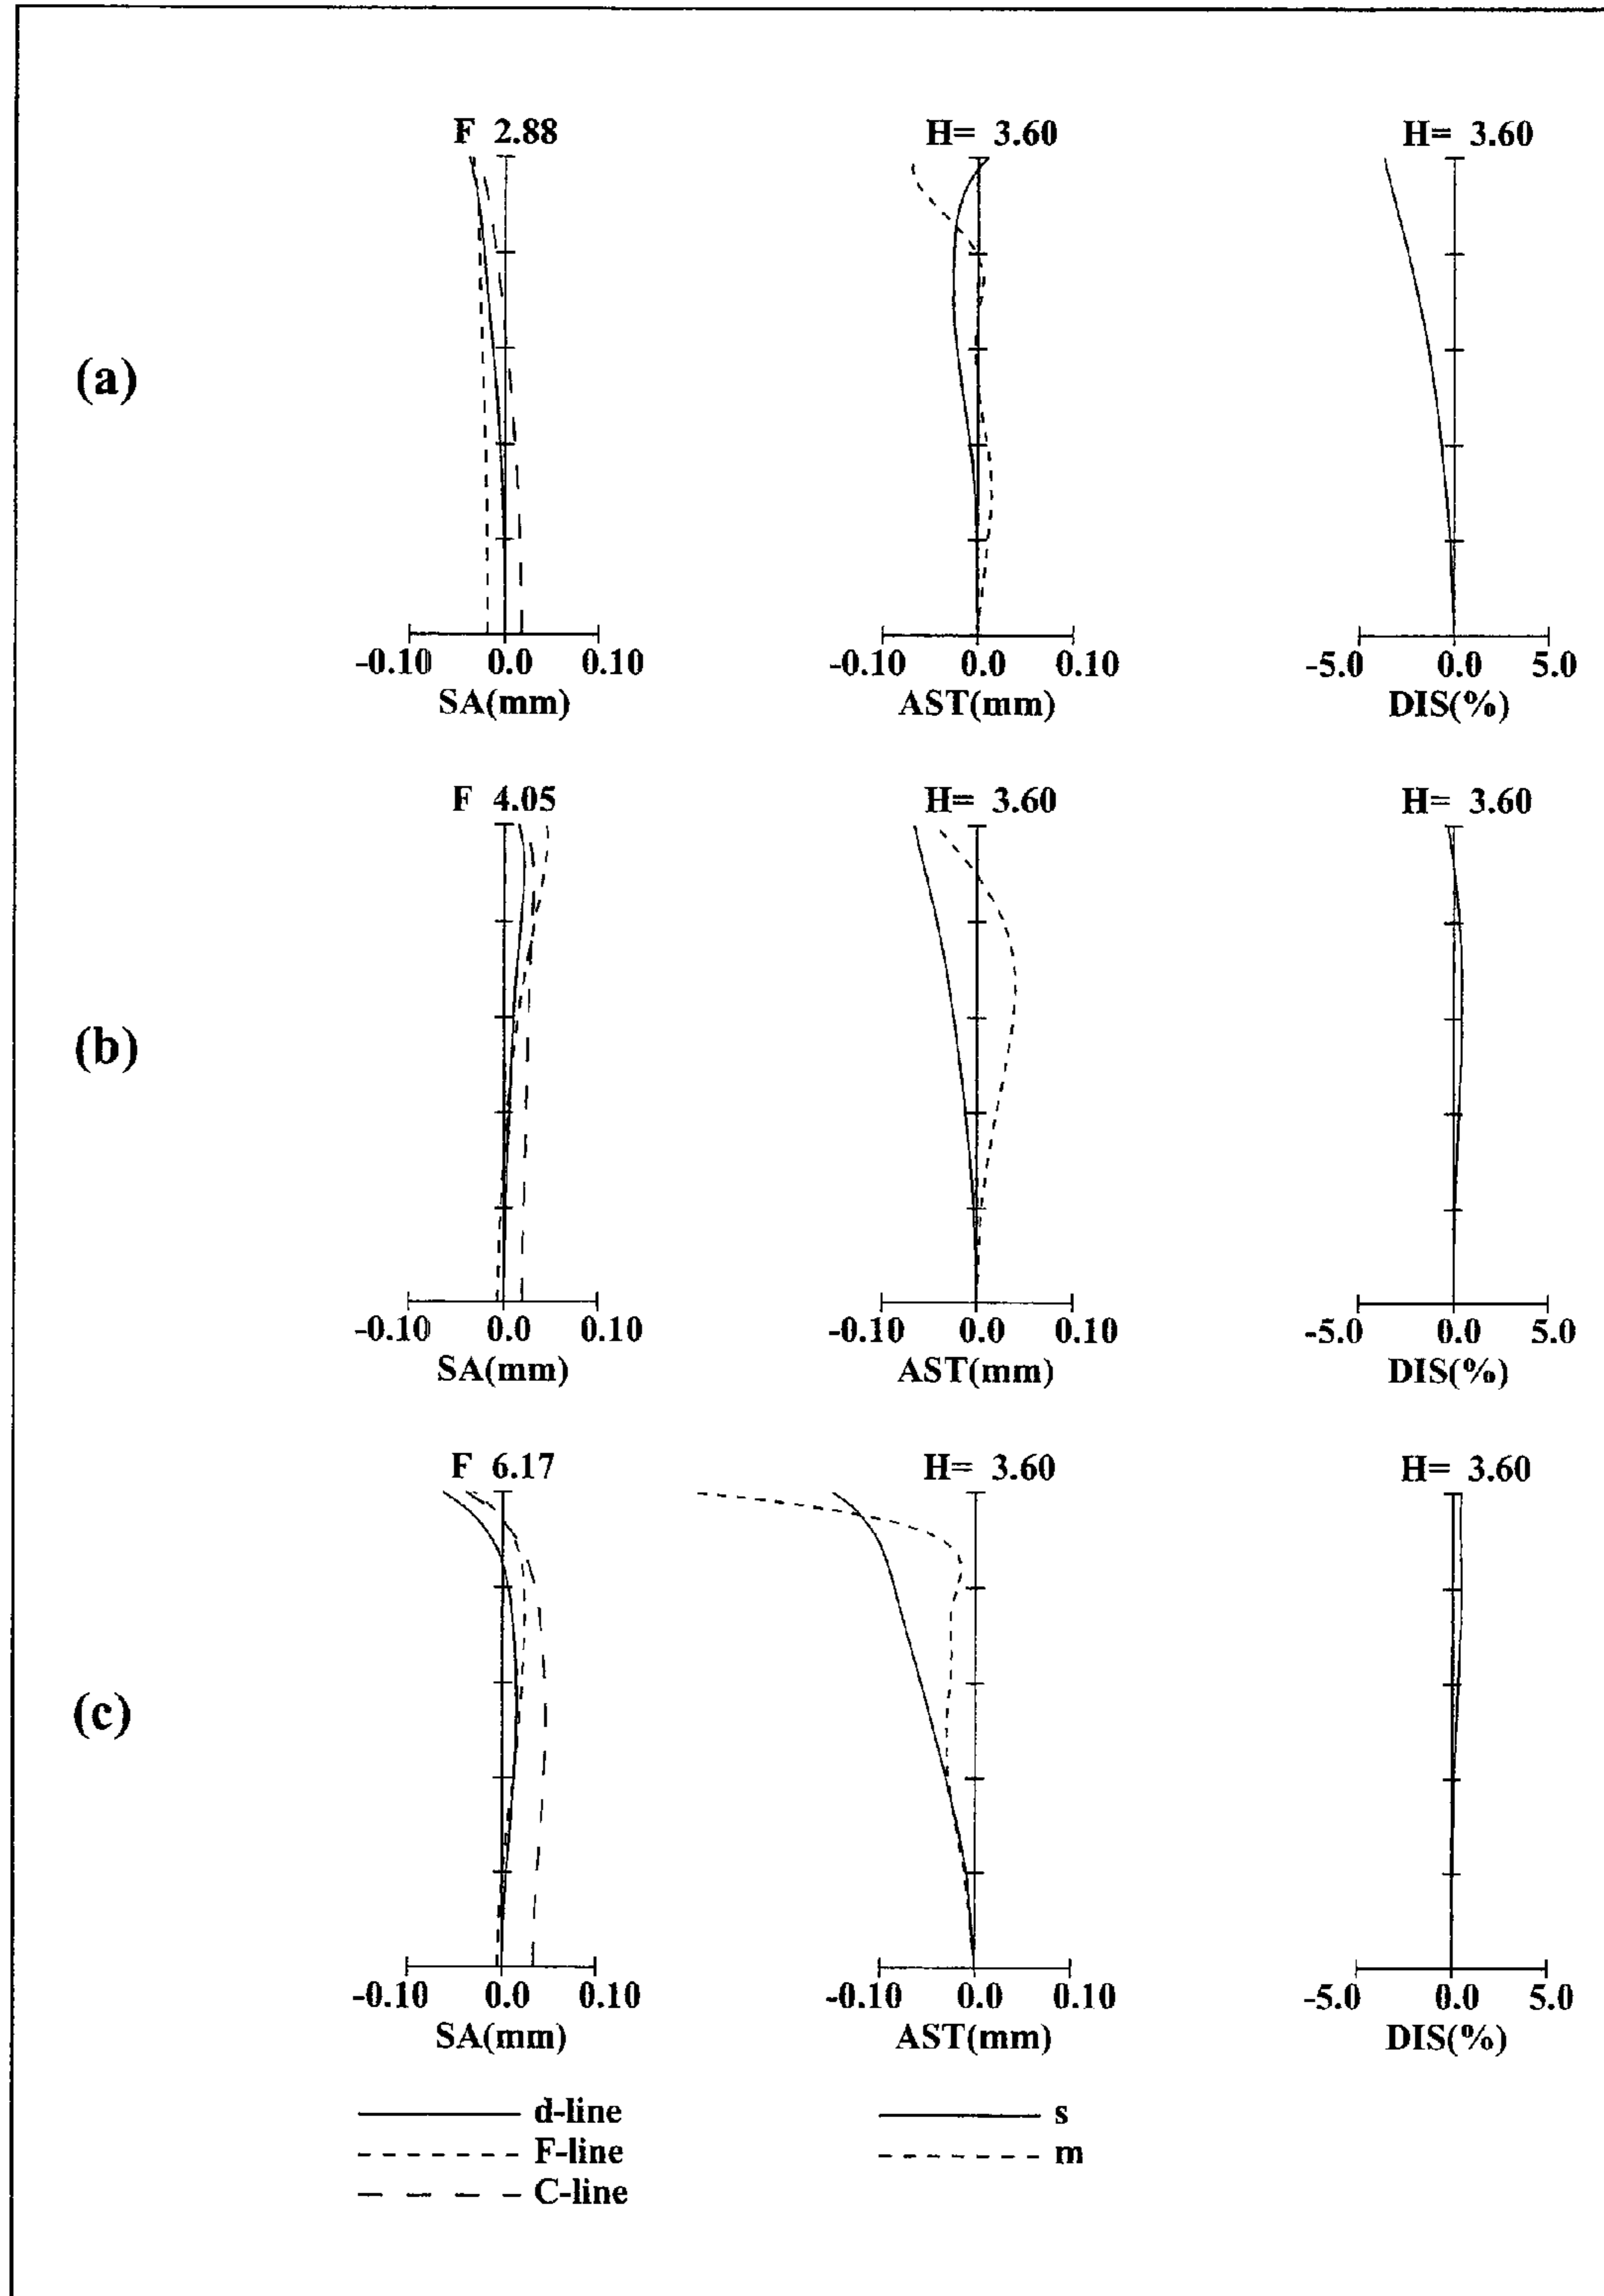 F 2.88 H= 3.60 H= 3.60
(a)
-0.10 0.0 0.10 -0.10 0.0 0.10 -5.0 0.0 5.0
SA(mm) AST(mm) DIS(%)
F 4.05 H= 3.60 H= 3.60
(b)
-0.10 0.0 0.10 -0.10 0.0 0.10 -5.0 0.0 5.0
SA(mm) AST(mm) DIS(%)
F 6.17 H= 3.60 H= 3.60
(c)
-0.10 0.0 0.10 -0.10 0.0 0.10 -5.0 0.0 5.0
SA(mm) AST(mm) DIS(%)
d-line s
F-line m
C-line